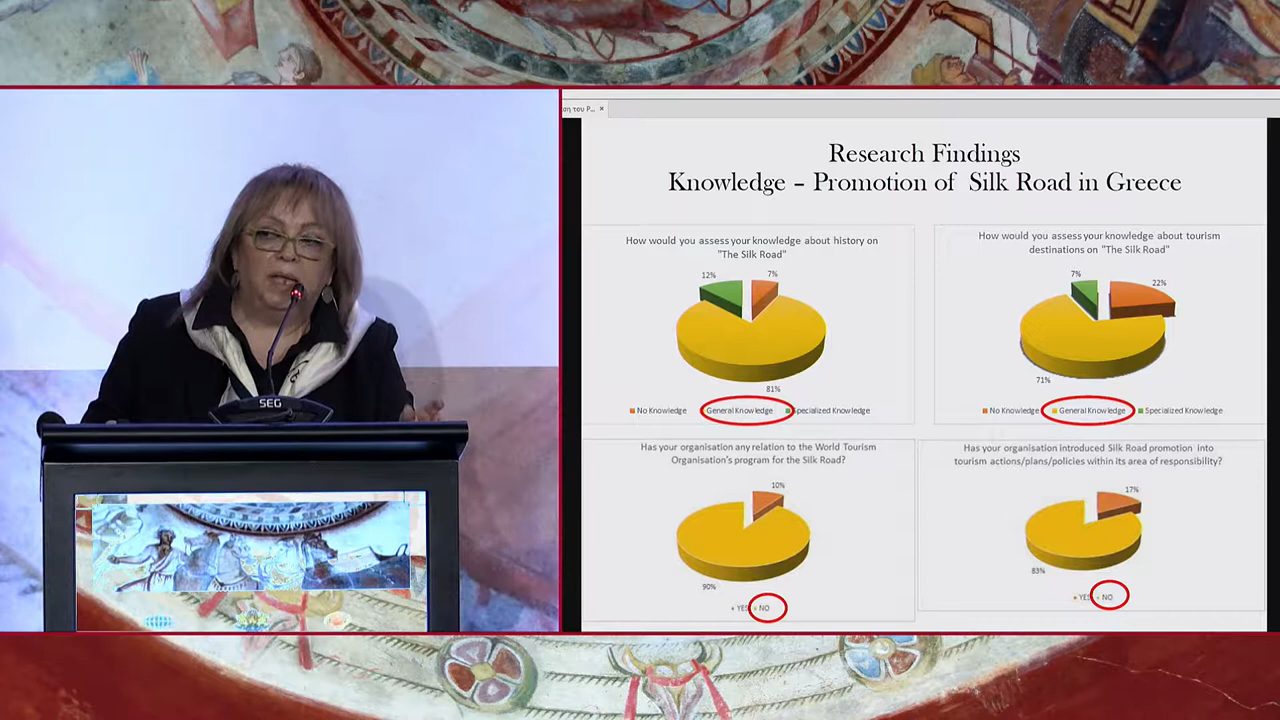 ση του Ρ... ×
Research Findings
Knowledge – Promotion of Silk Road in Greece
How would you assess your knowledge about history on
"The Silk Road"
12%
7%
81%
No Knowledge
General Knowledge
Specialized Knowledge
How would you assess your knowledge about tourism
destinations on "The Silk Road"
7%
22%
71%
No Knowledge
General Knowledge
Specialized Knowledge
Has your organisation any relation to the World Tourism
Organisation's program for the Silk Road?
10%
90%
YES
NO
Has your organisation introduced Silk Road promotion into
tourism actions/plans/policies within its area of responsibility?
17%
83%
YES
NO
SEG